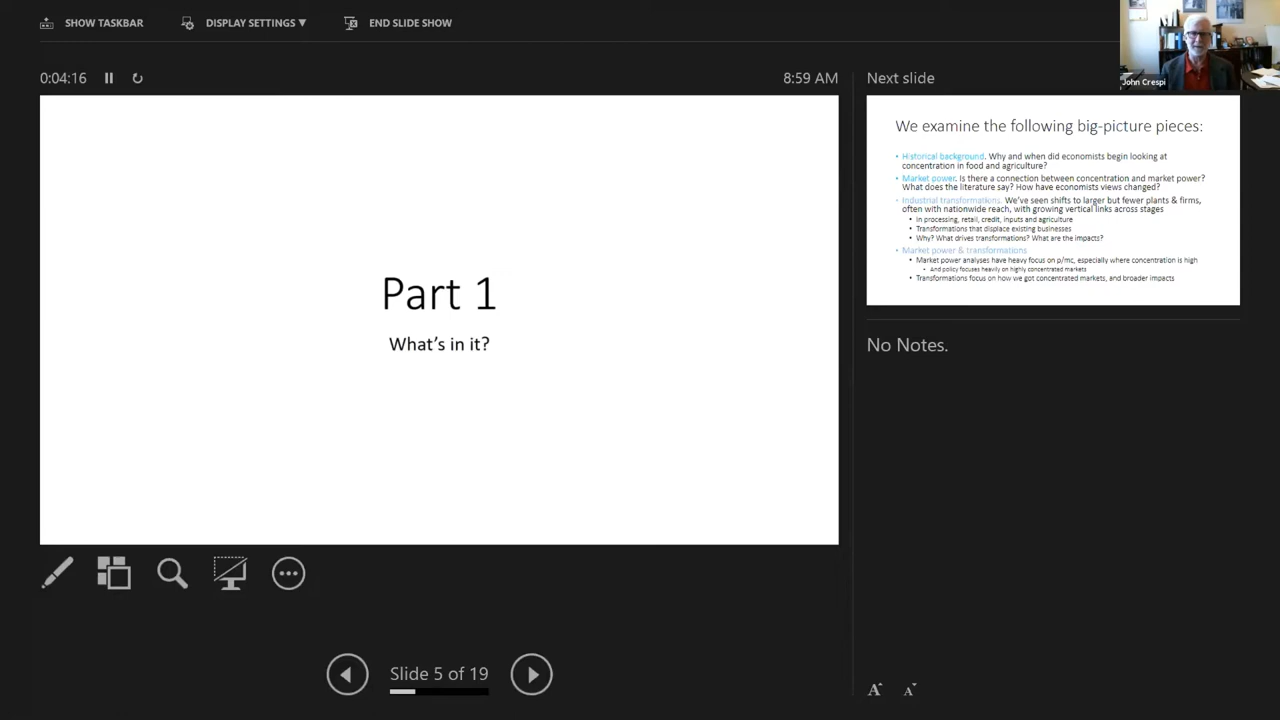 SHOW TASKBAR
DISPLAY SETTINGS ▼
END SLIDE SHOW
John Crespi
0:04:16
8:59 AM
Next slide
Part 1
What's in it?
We examine the following big-picture pieces:
• Historical background. Why and when did economists begin looking at
concentration in food and agriculture?
• Market power. Is there a connection between concentration and market power?
What does the literature say? How have economists views changed?
• Industrial transformations. We've seen shifts to larger but fewer plants & firms,
often with nationwide reach, with growing vertical links across stages
• In processing, retail, credit, inputs and agriculture
• Transformations that displace existing businesses
• Why? What drives transformations? What are the impacts?
• Market power & transformations
• Market power analyses have heavy focus on p/mc, especially where concentration is high
• And policy focuses heavily on highly concentrated markets
• Transformations focus on how we got concentrated markets, and broader impacts
No Notes.
Slide 5 of 19
A
A